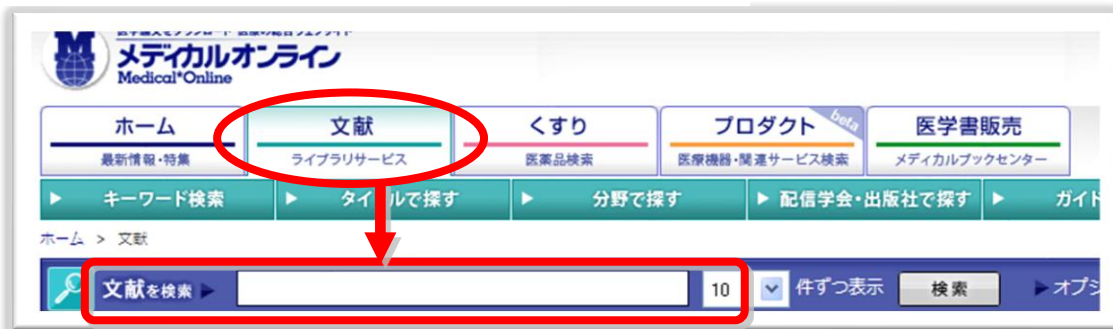 メディカルオンライン
Medical*Online
ホーム 文献 くすり プロダクト beta 医学書販売
最新情報・特集 ライブラリサービス 医薬品検索 医療機器・関連サービス検索 メディカルブックセンター
キーワード検索 タイトルで探す 分野で探す 配信学会・出版社で探す ガイド
ホーム > 文献
文献を検索 10 件ずつ表示 検索 オプシ